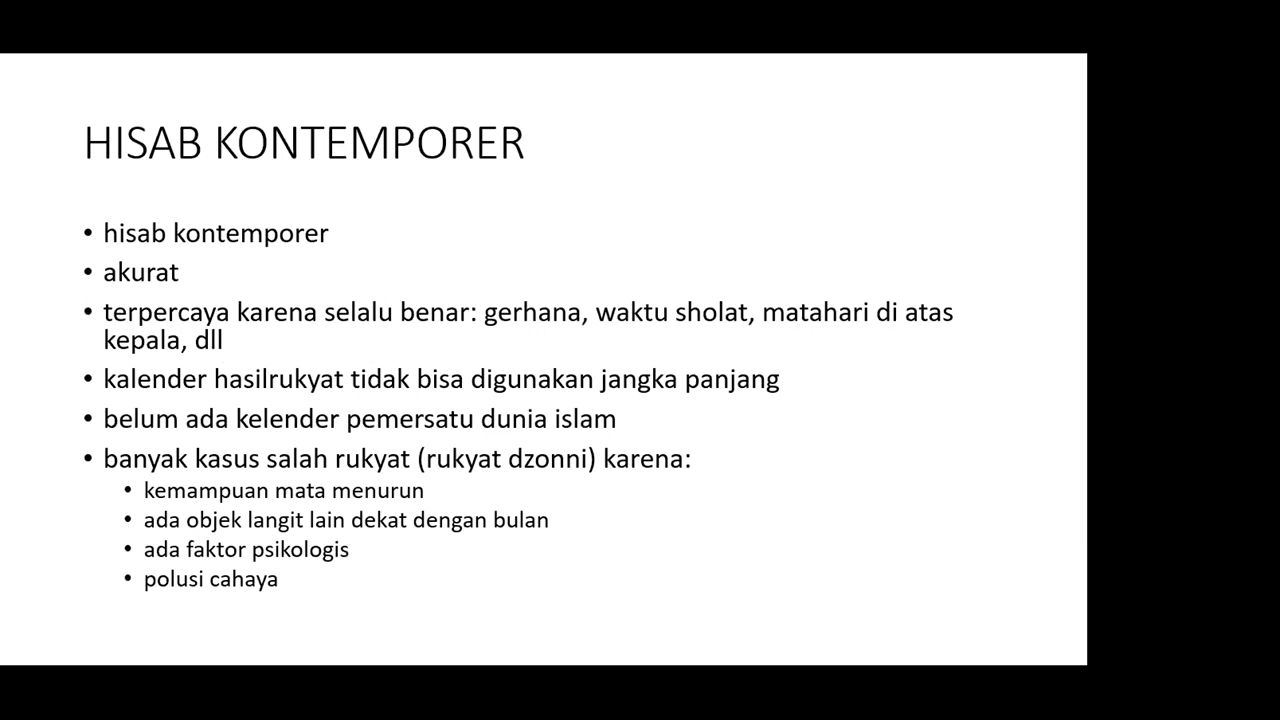 HISAB KONTEMPORER
• hisab kontemporer
• akurat
• terpercaya karena selalu benar: gerhana, waktu sholat, matahari di atas
kepala, dll
• kalender hasilrukyat tidak bisa digunakan jangka panjang
• belum ada kelender pemersatu dunia islam
• banyak kasus salah rukyat (rukyat dzonni) karena:
• kemampuan mata menurun
• ada objek langit lain dekat dengan bulan
• ada faktor psikologis
• polusi cahaya